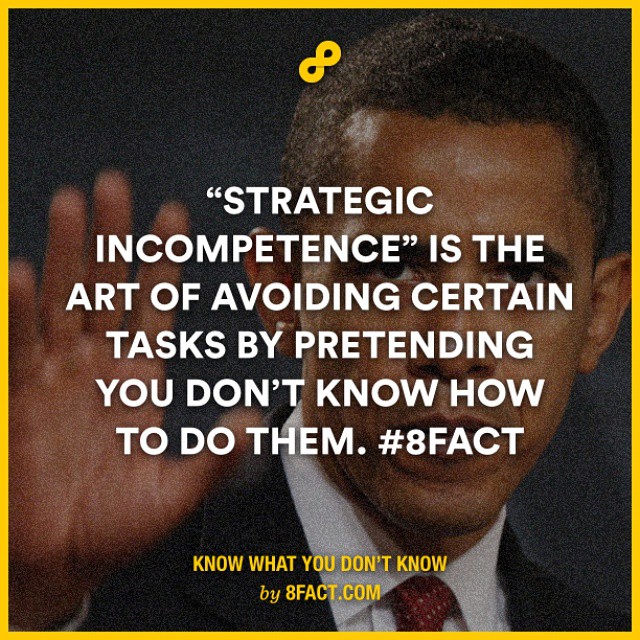 “STRATEGIC
INCOMPETENCE” IS THE
ART OF AVOIDING CERTAIN
TASKS BY PRETENDING
YOU DON’T KNOW HOW
TO DO THEM. #8FACT
KNOW WHAT YOU DON’T KNOW
by 8FACT.COM